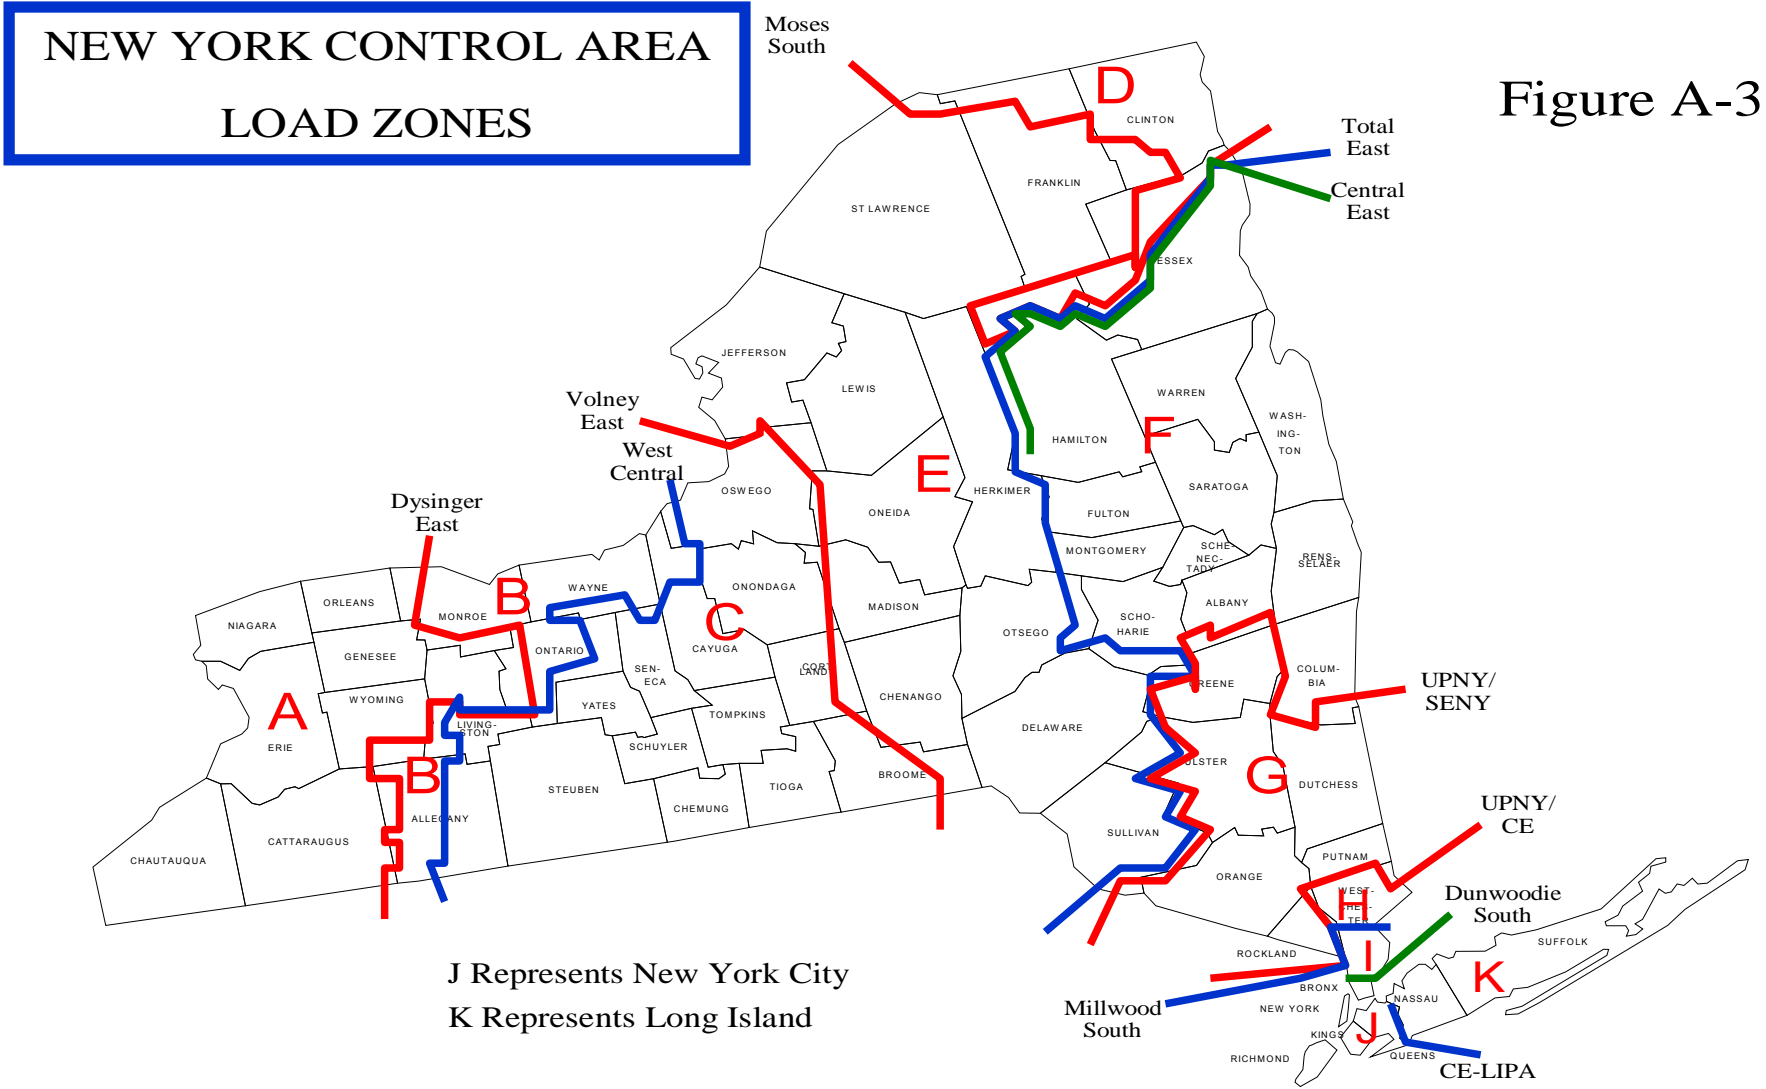 NEW YORK CONTROL AREA
LOAD ZONES
Figure A-3
Moses
South
D
CLINTON
Total
East
Central
East
FRANKLIN
ST LAWRENCE
ESSEX
JEFFERSON
LEWIS
Volney
East
West
Central
WARREN
WASH-
ING-
TON
HAMILTON
F
E
HERKIMER
OSWEGO
ONEIDA
SARATOGA
FULTON
Dysinger
East
MONTGOMERY
SCHE-
NEC-
TADY
RENS-
SELAER
WAYNE
ONONDAGA
MADISON
ORLEANS
MONROE
B
NIAGARA
C
ALBANY
SCHO-
HARIE
OTSEGO
GENESEE
ONTARIO
CAYUGA
SEN-
ECA
CORT
LAND
COLUM-
BIA
GREENE
UPNY/
SENY
WYOMING
A
ERIE
LIVING-
STON
YATES
TOMPKINS
CHENANGO
DELAWARE
SCHUYLER
B
ALLEGANY
STEUBEN
TIOGA
BROOME
ULSTER
G
DUTCHESS
CHEMUNG
SULLIVAN
UPNY/
CE
CATTARAUGUS
CHAUTAUQUA
PUTNAM
ORANGE
WEST-
CHES-
TER
H
Dunwoodie
South
ROCKLAND
I
SUFFOLK
K
J Represents New York City
K Represents Long Island
BRONX
NASSAU
NEW YORK
Millwood
South
KINGS
J
RICHMOND
QUEENS
CE-LIPA